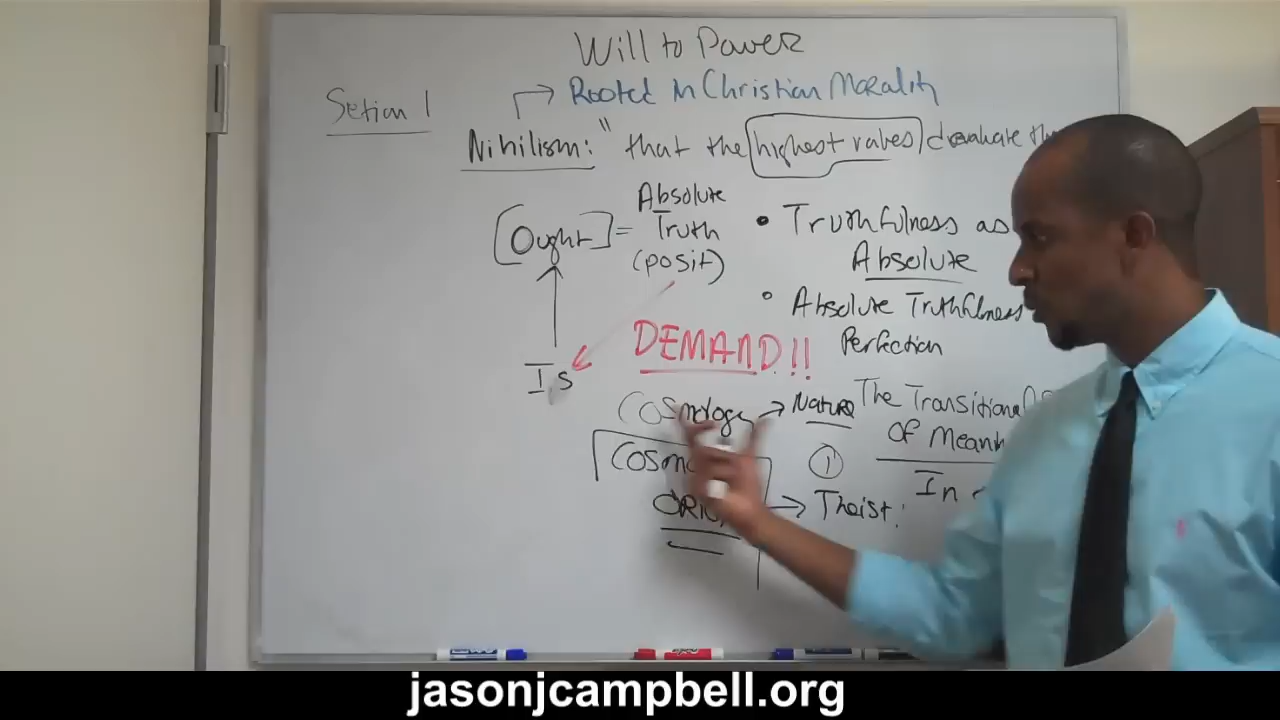 Will to Power
Rooted in Christian Morality
Section 1
Nihilism: " that the highest values devaluate
[Ought] = Absolute
Truth
(posit)
• Truthfulness as
Absolute
• Absolute Truthfulness
Perfection
DEMAND!!
Is
Cosmology → Nature
The Transitional
Of
①
In
→ Theist:
jasonjcampbell.org